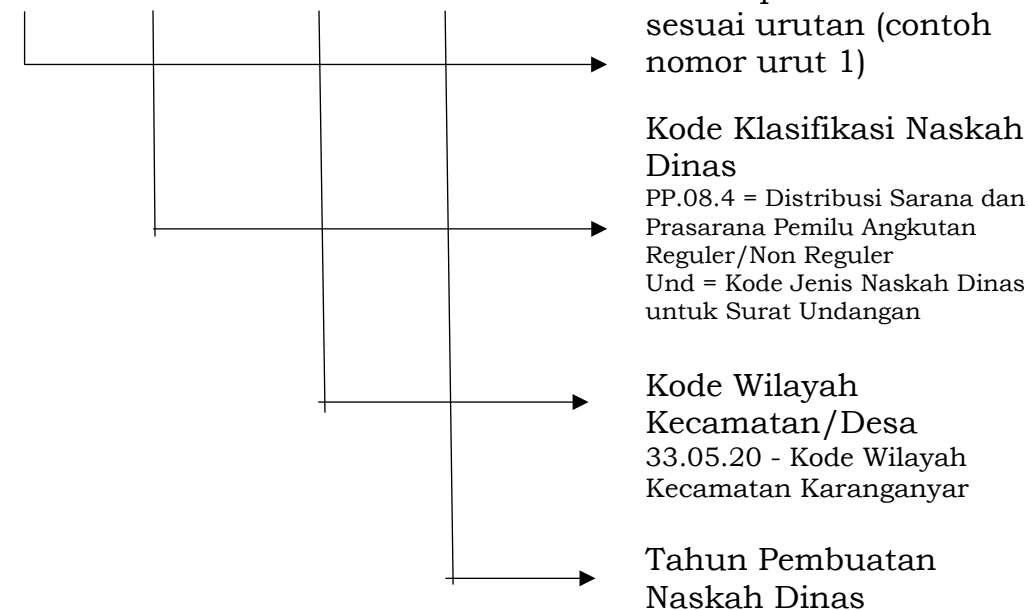 sesuai urutan (contoh
nomor urut 1)
Kode Klasifikasi Naskah
Dinas
PP.08.4 = Distribusi Sarana dan
Prasarana Pemilu Angkutan
Reguler/Non Reguler
Und = Kode Jenis Naskah Dinas
untuk Surat Undangan
Kode Wilayah
Kecamatan/Desa
33.05.20 - Kode Wilayah
Kecamatan Karanganyar
Tahun Pembuatan
Naskah Dinas